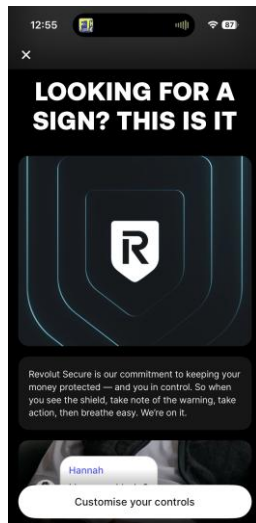 12:55
87
LOOKING FOR A
SIGN? THIS IS IT
R
Revolut Secure is our commitment to keeping your
money protected — and you in control. So when
you see the shield, take note of the warning, take
action, then breathe easy. We're on it.
Hannah
Customise your controls